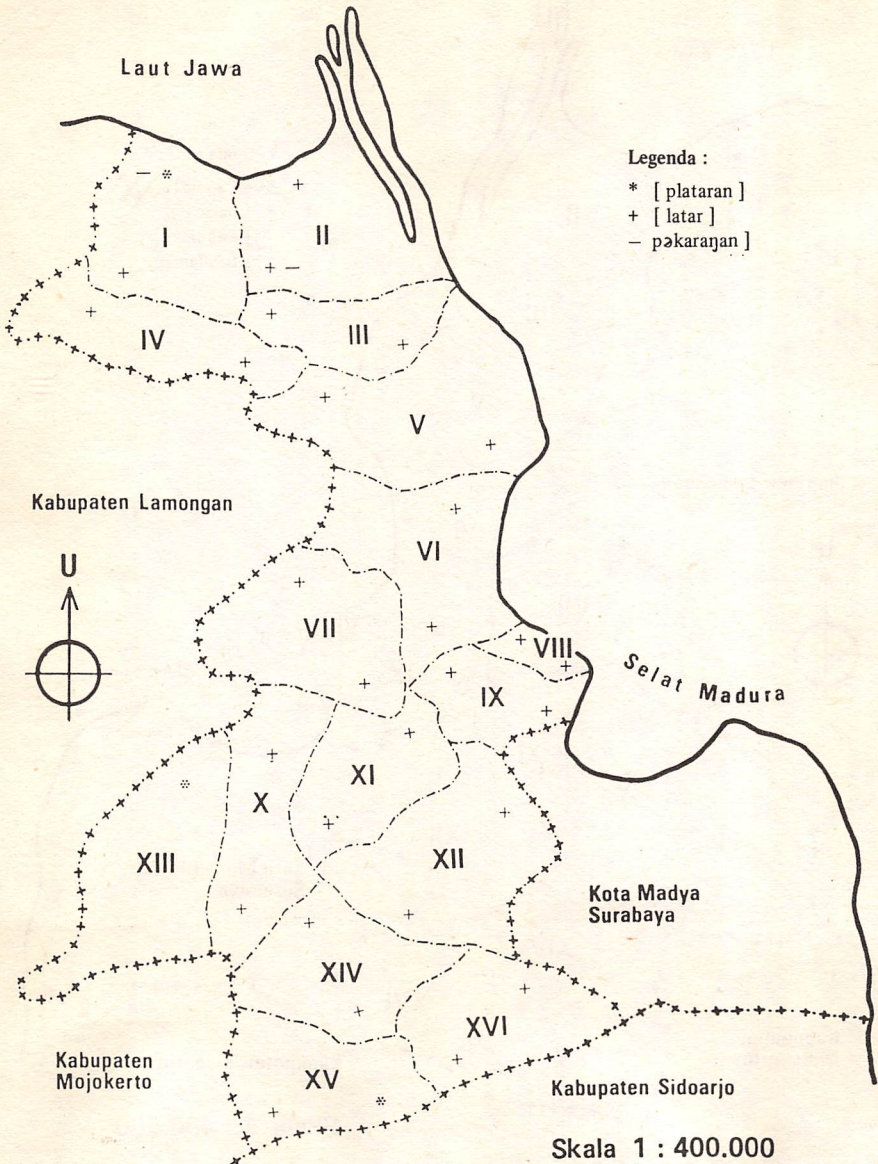 Laut Jawa
Legenda :
* [ plataran ]
+ [ latar ]
– pəkaraŋan ]
I
II
III
IV
V
Kabupaten Lamongan
U
VI
VII
VIII
Selat Madura
IX
XI
X
XII
XIII
Kota Madya
Surabaya
XIV
XVI
Kabupaten
Mojokerto
XV
Kabupaten Sidoarjo
Skala 1 : 400.000